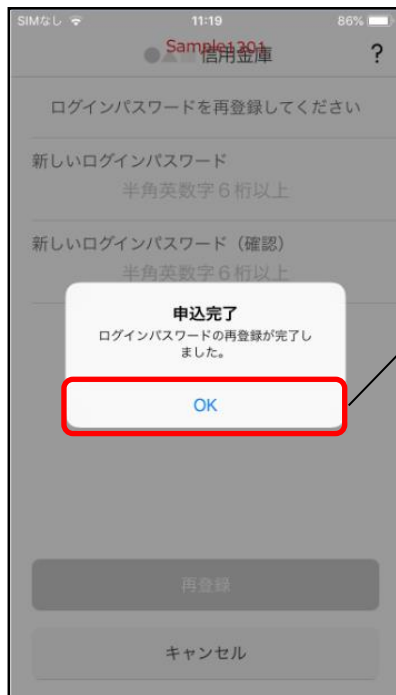 SIMなし 11:19 86%
●▲■信用金庫 ?
Sample1201
ログインパスワードを再登録してください
新しいログインパスワード
半角英数字6桁以上
新しいログインパスワード（確認）
半角英数字6桁以上
申込完了
ログインパスワードの再登録が完了し
ました。
OK
再登録
キャンセル